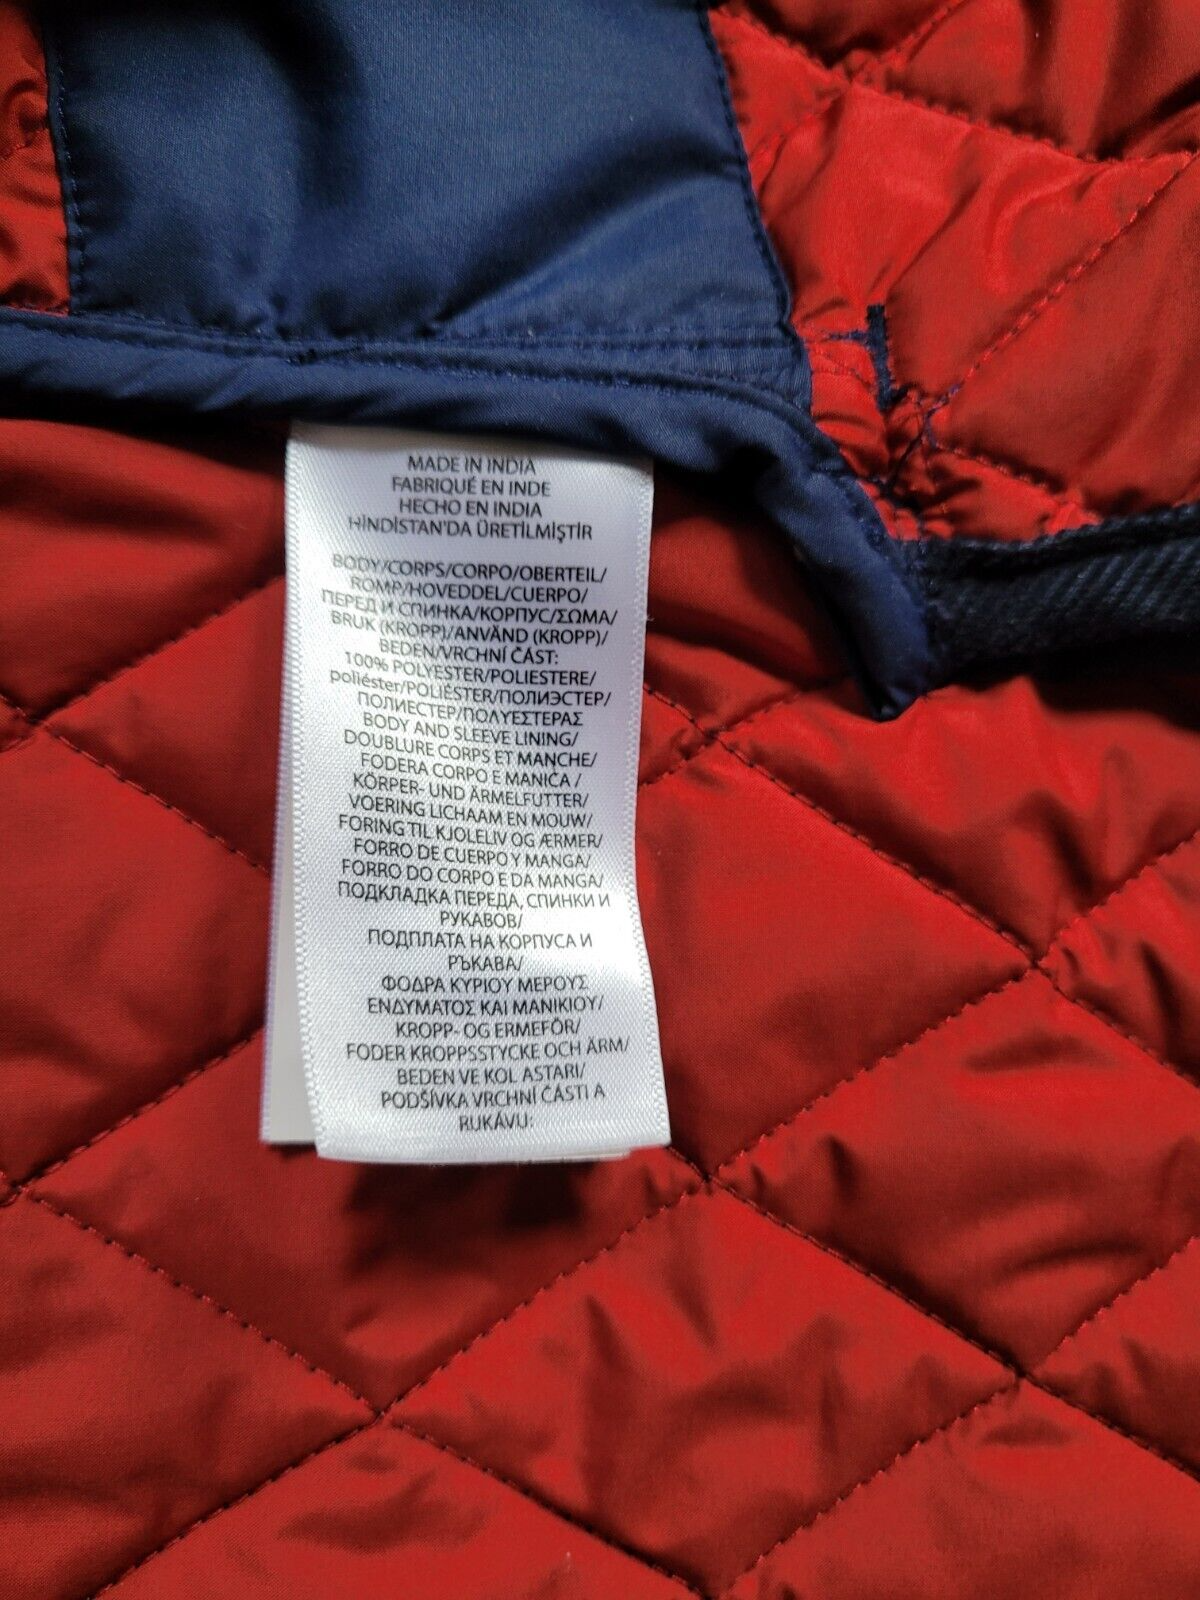 MADE IN INDIA
FABRIQUÉ EN INDE
HECHO EN INDIA
HİNDİSTAN'DA ÜRETİLMİŞTİR
BODY/CORPS/CORPO/OBERTEIL/
ROMP/HOVEDDEL/CUERPO/
ПЕРЕД И СПИНКА/КОРПУС/ΣΩΜΑ/
BRUK (KROPP)/ANVÄND (KROPP)/
BEDEN/VRCHNÍ ČÁST:
100% POLYESTER/POLIESTERE/
poliéster/POLIÉSTER/ПОЛИЭСТЕР/
ПОЛИЕСТЕР/ΠΟΛΥΕΣΤΕΡΑΣ
BODY AND SLEEVE LINING/
DOUBLURE CORPS ET MANCHE/
FODERA CORPO E MANICA /
KÖRPER- UND ÄRMELFUTTER/
VOERING LICHAAM EN MOUW/
FORING TIL KJOLELIV OG ÆRMER/
FORRO DE CUERPO Y MANGA/
FORRO DO CORPO E DA MANGA/
ПОДКЛАДКА ПЕРЕДА, СПИНКИ И
РУКАВОВ/
ПОДПЛАТА НА КОРПУСА И
РЪКАВА/
ΦΟΔΡΑ ΚΥΡΙΟΥ ΜΕΡΟΥΣ
ΕΝΔΥΜΑΤΟΣ ΚΑΙ ΜΑΝΙΚΙΟΥ/
KROPP- OG ERMEFÔR/
FODER KROPPSSTYCKE OCH ÄRM/
BEDEN VE KOL ASTARI/
PODŠÍVKA VRCHNÍ ČÁSTI A
RUKÁVU: